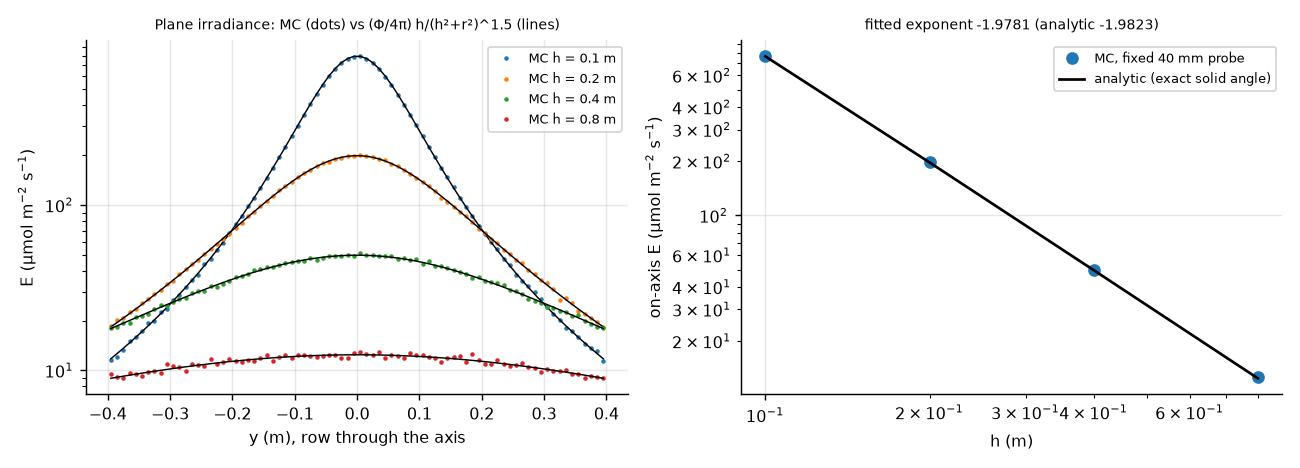 Plane irradiance: MC (dots) vs (Φ/4π) h/(h²+r²)^1.5 (lines)
E (μmol m⁻² s⁻¹)
10²
10¹
MC h = 0.1 m
MC h = 0.2 m
MC h = 0.4 m
MC h = 0.8 m
−0.4 −0.3 −0.2 −0.1 0.0 0.1 0.2 0.3 0.4
y (m), row through the axis
fitted exponent -1.9781 (analytic -1.9823)
on-axis E (μmol m⁻² s⁻¹)
6 × 10²
4 × 10²
3 × 10²
2 × 10²
10²
6 × 10¹
4 × 10¹
3 × 10¹
2 × 10¹
MC, fixed 40 mm probe
analytic (exact solid angle)
10⁻¹ 2 × 10⁻¹ 3 × 10⁻¹ 4 × 10⁻¹ 6 × 10⁻¹
h (m)